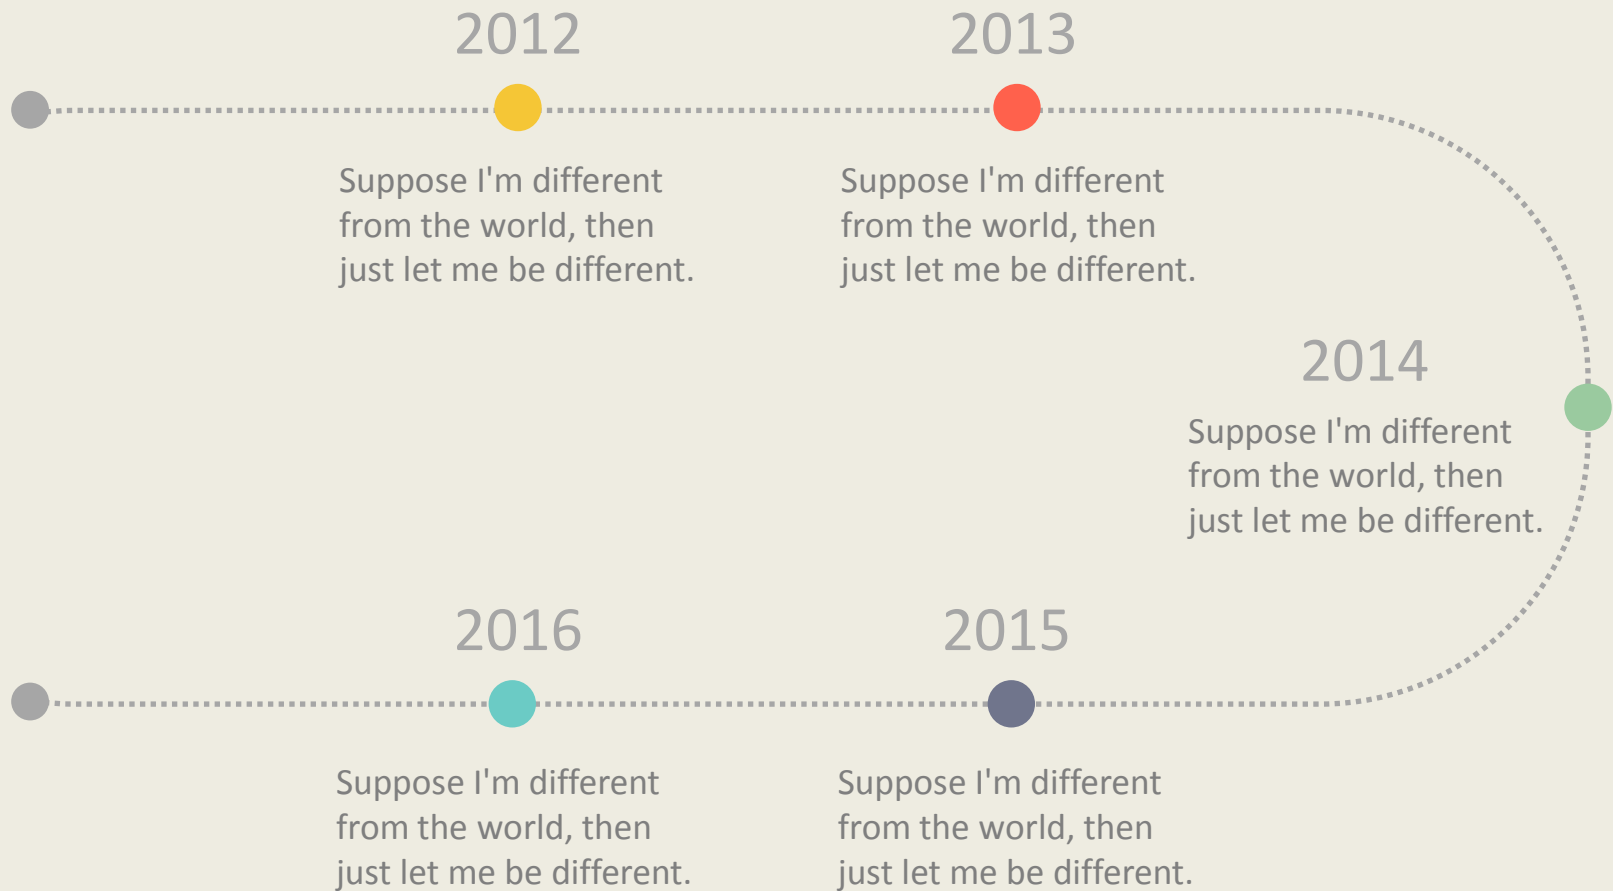 2012
Suppose I'm different
from the world, then
just let me be different.
2013
Suppose I'm different
from the world, then
just let me be different.
2014
Suppose I'm different
from the world, then
just let me be different.
2015
Suppose I'm different
from the world, then
just let me be different.
2016
Suppose I'm different
from the world, then
just let me be different.